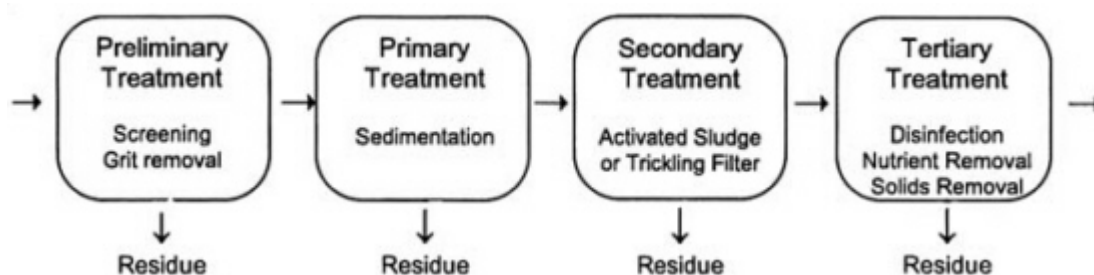 Preliminary
Treatment
Screening
Grit removal
Residue
Primary
Treatment
Sedimentation
Residue
Secondary
Treatment
Activated Sludge
or Trickling Filter
Residue
Tertiary
Treatment
Disinfection
Nutrient Removal
Solids Removal
Residue